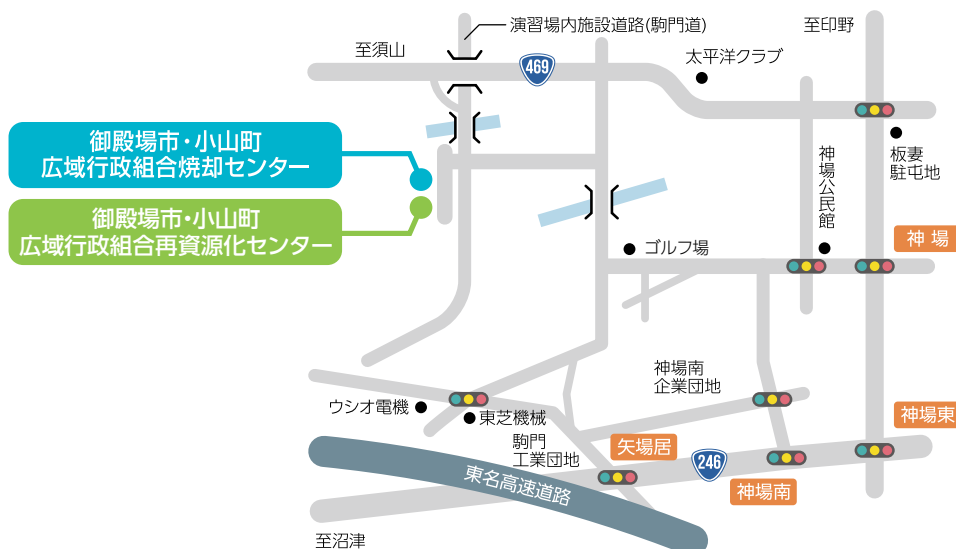 演習場内施設道路(駒門道)
至印野
至須山
太平洋クラブ
469
御殿場市・小山町
広域行政組合焼却センター
板妻
駐屯地
神場公民館
御殿場市・小山町
広域行政組合再資源化センター
ゴルフ場
神場
神場南
企業団地
ウシオ電機
東芝機械
神場東
駒門
工業団地
矢場居
246
東名高速道路
神場南
至沼津